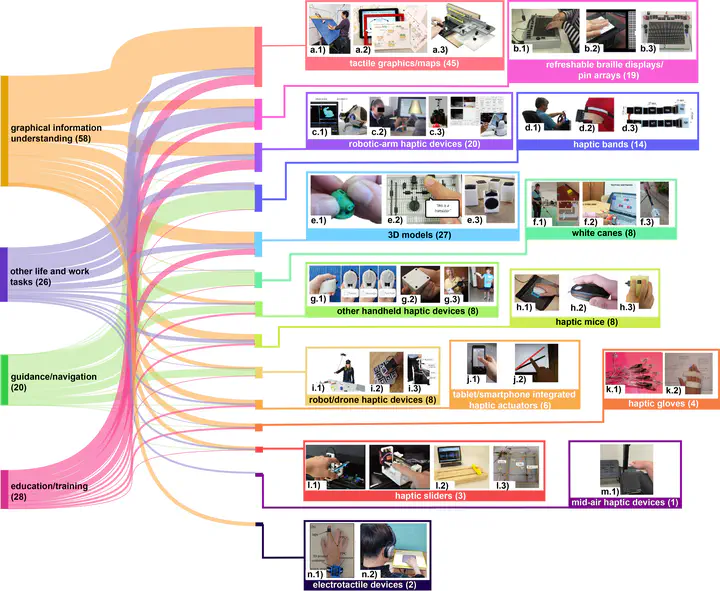 graphical information
understanding (58)
other life and work
tasks (26)
guidance/navigation
(20)
education/training
(28)
a.1)
a.2)
a.3)
tactile graphics/maps (45)
b.1)
b.2)
b.3)
refreshable braille displays/
pin arrays (19)
c.1)
c.2)
c.3)
robotic-arm haptic devices (20)
d.1)
d.2)
d.3)
haptic bands (14)
e.1)
e.2)
e.3)
3D models (27)
f.1)
f.2)
f.3)
white canes (8)
g.1)
g.2)
g.3)
other handheld haptic devices (8)
h.1)
h.2)
h.3)
haptic mice (8)
i.1)
i.2)
i.3)
robot/drone haptic devices (8)
j.1)
j.2)
tablet/smartphone integrated
haptic actuators (6)
k.1)
k.2)
haptic gloves (4)
l.1)
l.2)
l.3)
haptic sliders (3)
m.1)
mid-air haptic devices (1)
n.1)
n.2)
electrotactile devices (2)